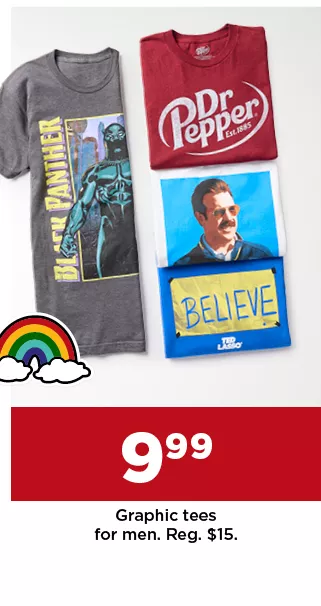 BLACK PANTHER
Dr
Pepper
Est. 1885
BELIEVE
TED
LASSO
9.99
Graphic tees
for men. Reg. $15.